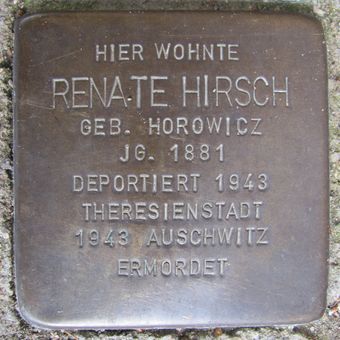 HIER WOHNTE
RENATE HIRSCH
GEB. HOROWICZ
JG. 1881
DEPORTIERT 1943
THERESIENSTADT
1943 AUSCHWITZ
ERMORDET